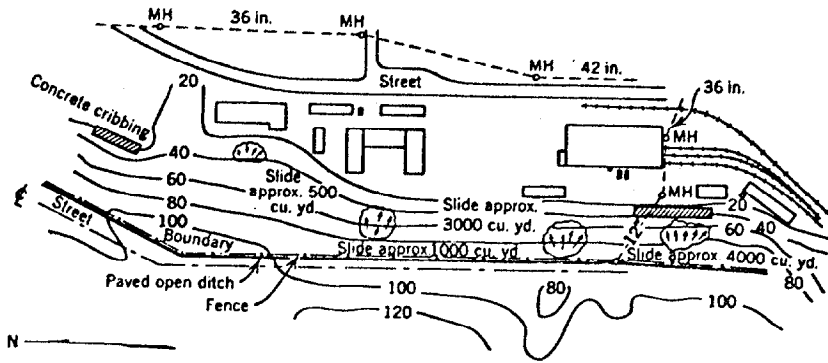 MH
36 in.
MH
MH
42 in.
Street
36 in.
20
Concrete cribbing
MH
40
Slide
approx. 500
cu. yd.
60
MH
Slide approx.
3000 cu. yd.
20
80
60
40
℄
Street
100
Boundary
Slide approx. 1000 cu. yd.
Slide approx. 4000 cu. yd.
Paved open ditch
Fence
100
80
100
80
120
N